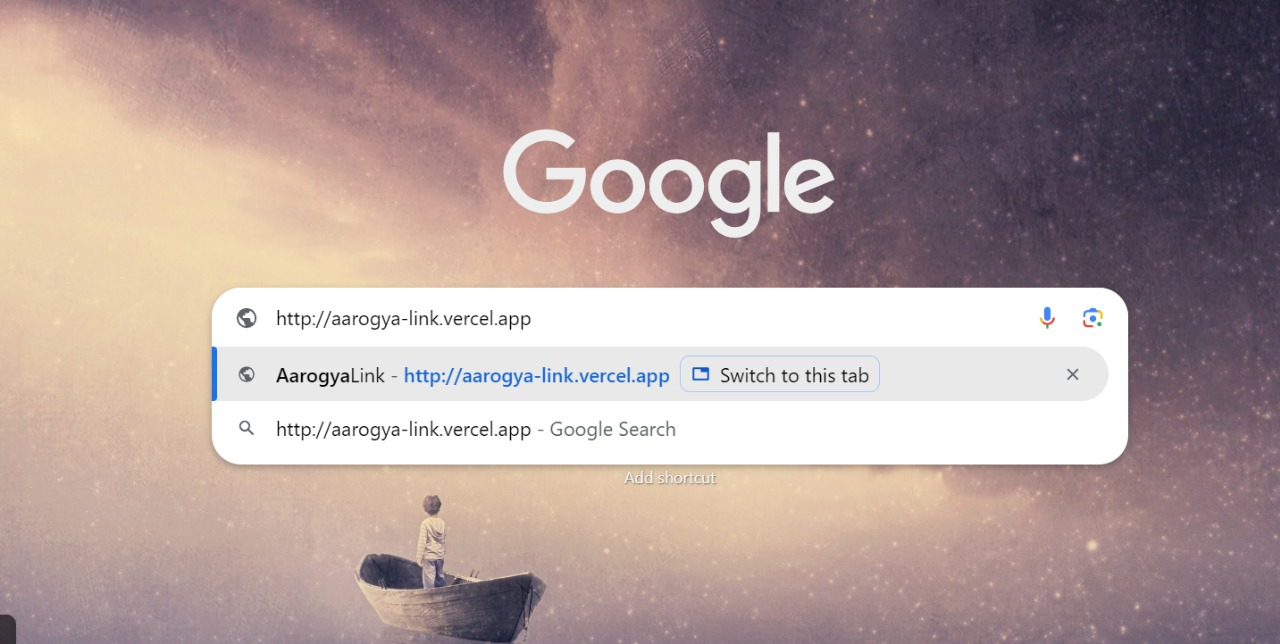 Google
http://aarogya-link.vercel.app
AarogyaLink - http://aarogya-link.vercel.app Switch to this tab
http://aarogya-link.vercel.app - Google Search
Add shortcut